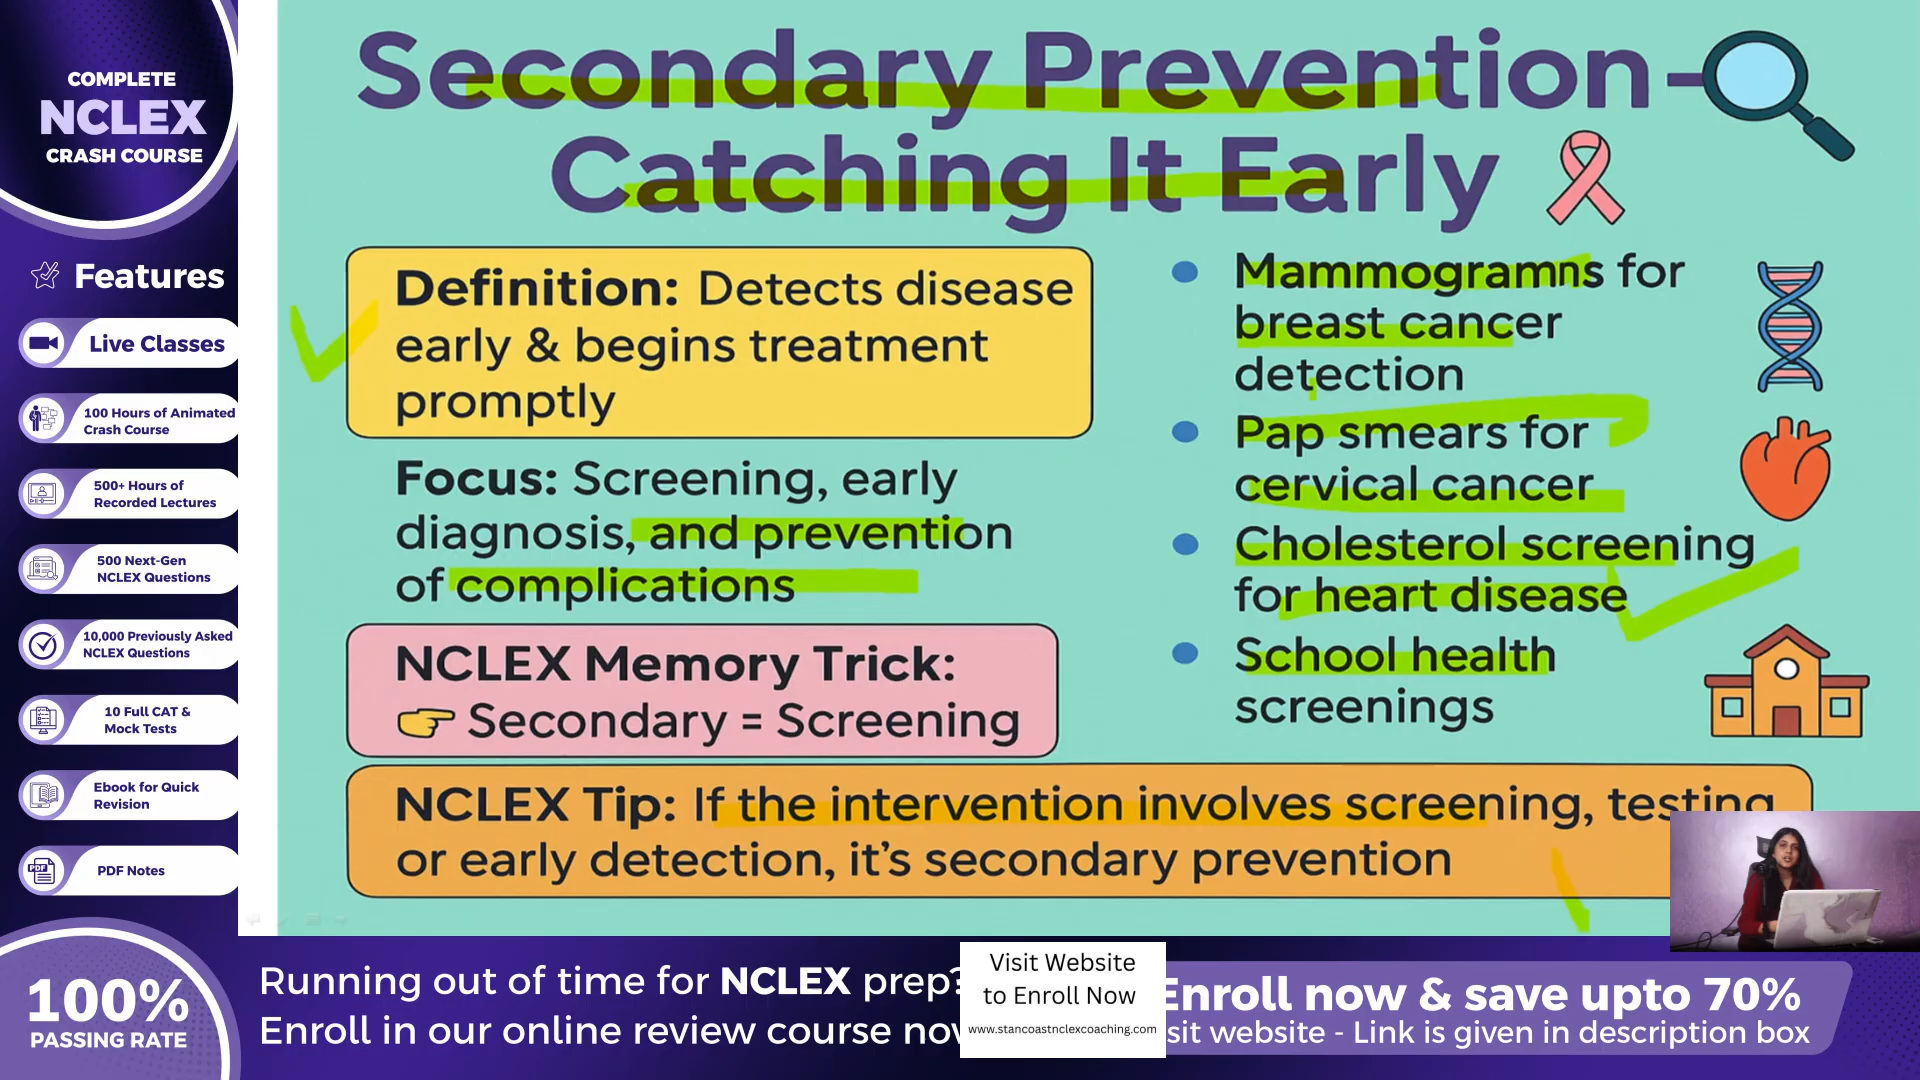 COMPLETE
NCLEX
CRASH COURSE
Features
Live Classes
100 Hours of Animated
Crash Course
500+ Hours of
Recorded Lectures
500 Next-Gen
NCLEX Questions
10,000 Previously Asked
NCLEX Questions
10 Full CAT &
Mock Tests
Ebook for Quick
Revision
PDF
PDF Notes
100%
PASSING RATE
Secondary Prevention-
Catching It Early
Definition: Detects disease
early & begins treatment
promptly
Focus: Screening, early
diagnosis, and prevention
of complications
NCLEX Memory Trick:
👉 Secondary = Screening
• Mammograms for
breast cancer
detection
• Pap smears for
cervical cancer
• Cholesterol screening
for heart disease
• School health
screenings
NCLEX Tip: If the intervention involves screening, testing
or early detection, it's secondary prevention
Running out of time for NCLEX prep?
Enroll in our online review course now
Visit Website
to Enroll Now
www.stancoastnclexcoaching.com
Enroll now & save upto 70%
sit website - Link is given in description box